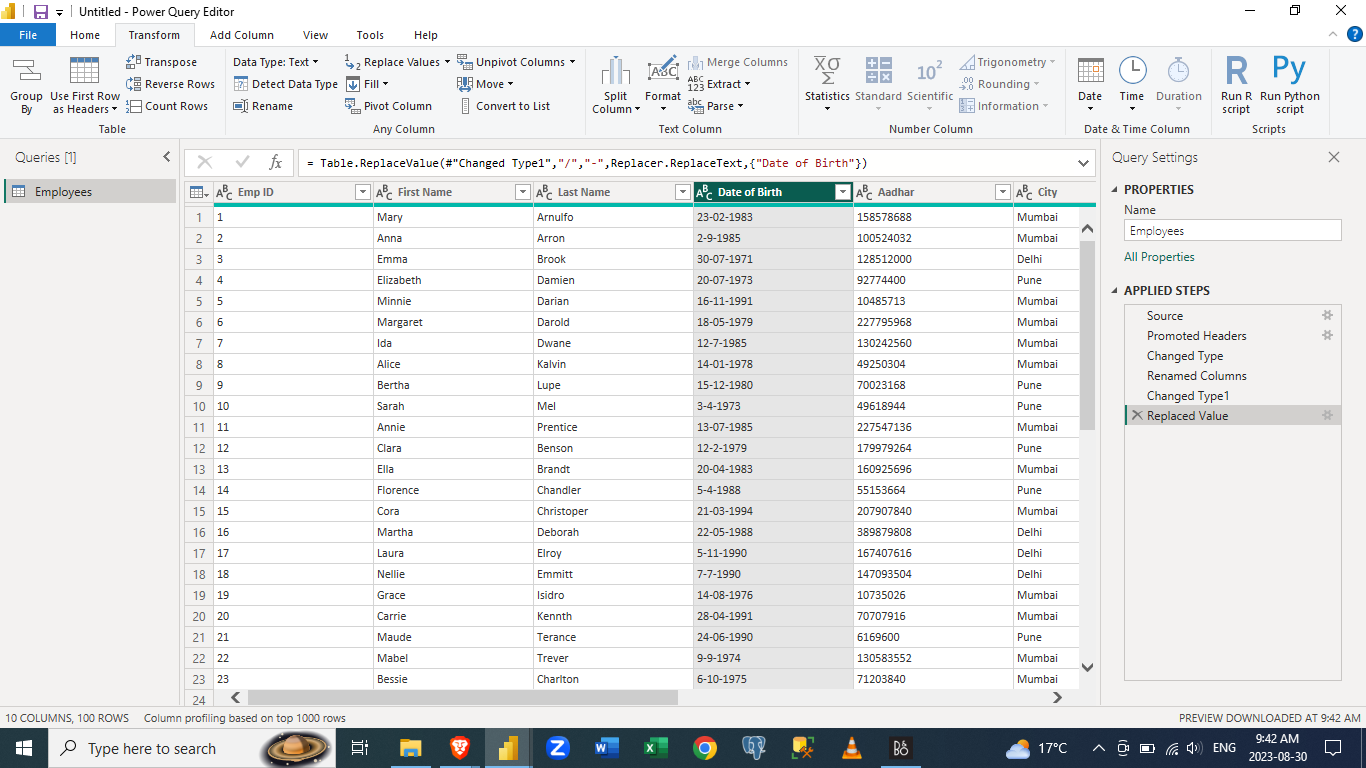 Untitled - Power Query Editor
File Home Transform Add Column View Tools Help
Group By
Use First Row as Headers
Transpose
Reverse Rows
Count Rows
Table
Data Type: Text
Detect Data Type
Rename
Replace Values
Fill
Pivot Column
Unpivot Columns
Move
Convert to List
Any Column
Split Column
Format
Merge Columns
Extract
Parse
Text Column
Statistics
Standard
Scientific
Trigonometry
Rounding
Information
Number Column
Date
Time
Duration
Date & Time Column
Run R script
Run Python script
Scripts
Queries [1]
Employees
= Table.ReplaceValue(#"Changed Type1","/","-",Replacer.ReplaceText,{"Date of Birth"})
Emp ID First Name Last Name Date of Birth Aadhar City
1 1 Mary Arnulfo 23-02-1983 158578688 Mumbai
2 2 Anna Arron 2-9-1985 100524032 Mumbai
3 3 Emma Brook 30-07-1971 128512000 Delhi
4 4 Elizabeth Damien 20-07-1973 92774400 Pune
5 5 Minnie Darian 16-11-1991 10485713 Mumbai
6 6 Margaret Darold 18-05-1979 227795968 Mumbai
7 7 Ida Dwane 12-7-1985 130242560 Mumbai
8 8 Alice Kalvin 14-01-1978 49250304 Mumbai
9 9 Bertha Lupe 15-12-1980 70023168 Pune
10 10 Sarah Mel 3-4-1973 49618944 Pune
11 11 Annie Prentice 13-07-1985 227547136 Mumbai
12 12 Clara Benson 12-2-1979 179979264 Pune
13 13 Ella Brandt 20-04-1983 160925696 Mumbai
14 14 Florence Chandler 5-4-1988 55153664 Pune
15 15 Cora Christoper 21-03-1994 207907840 Mumbai
16 16 Martha Deborah 22-05-1988 389879808 Delhi
17 17 Laura Elroy 5-11-1990 167407616 Delhi
18 18 Nellie Emmitt 7-7-1990 147093504 Delhi
19 19 Grace Isidro 14-08-1976 10735026 Mumbai
20 20 Carrie Kennth 28-04-1991 70707916 Mumbai
21 21 Maude Terance 24-06-1990 6169600 Pune
22 22 Mabel Trever 9-9-1974 130583552 Mumbai
23 23 Bessie Charlton 6-10-1975 71203840 Mumbai
24
Query Settings
PROPERTIES
Name
Employees
All Properties
APPLIED STEPS
Source
Promoted Headers
Changed Type
Renamed Columns
Changed Type1
Replaced Value
10 COLUMNS, 100 ROWS Column profiling based on top 1000 rows PREVIEW DOWNLOADED AT 9:42 AM
Type here to search
17°C
ENG
9:42 AM
2023-08-30